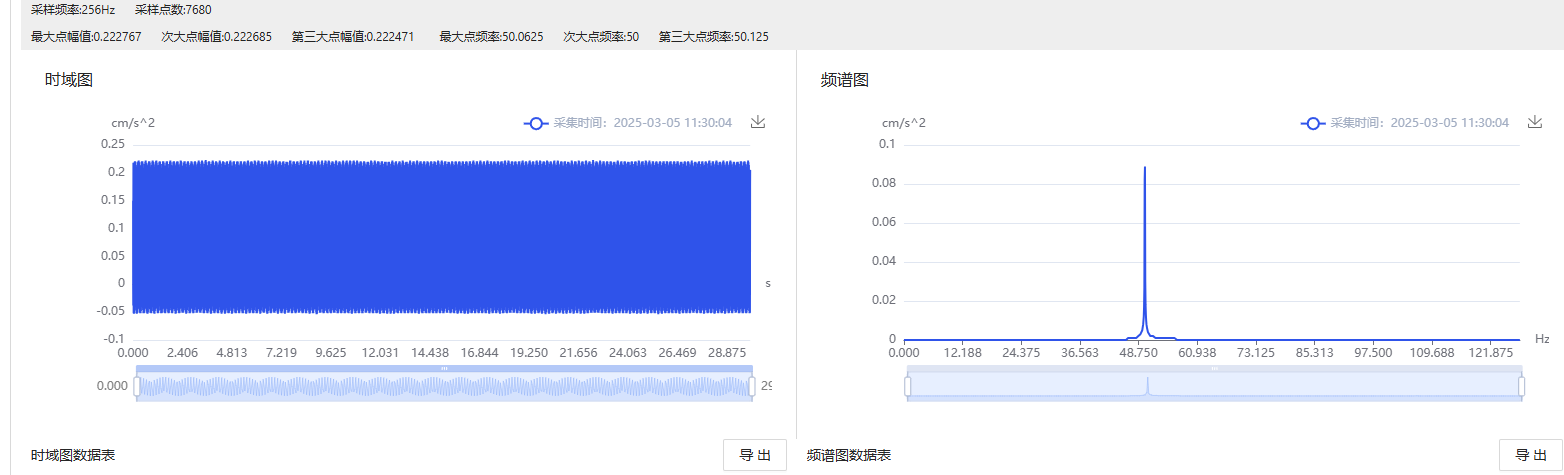 采样频率:256Hz 采样点数:7680
最大点幅值:0.222767 次大点幅值:0.222685 第三大点幅值:0.222471 最大点频率:50.0625 次大点频率:50 第三大点频率:50.125
时域图
cm/s^2
采集时间：2025-03-05 11:30:04
0.25
0.2
0.15
0.1
0.05
0
-0.05
-0.1
s
0.000 2.406 4.813 7.219 9.625 12.031 14.438 16.844 19.250 21.656 24.063 26.469 28.875
0.000
29
时域图数据表
导 出
频谱图
cm/s^2
采集时间：2025-03-05 11:30:04
0.1
0.08
0.06
0.04
0.02
0
Hz
0.000 12.188 24.375 36.563 48.750 60.938 73.125 85.313 97.500 109.688 121.875
频谱图数据表
导 出